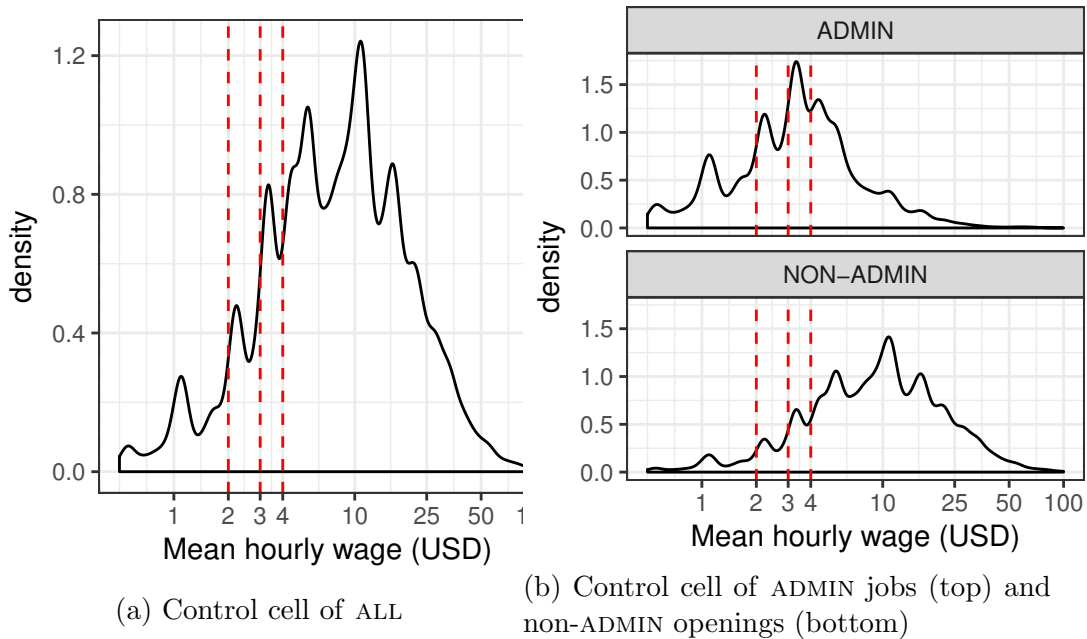 1.2
0.8
0.4
0.0
density
1 2 3 4 10 25 50 1
Mean hourly wage (USD)
(a) Control cell of ALL
ADMIN
1.5
1.0
0.5
0.0
NON−ADMIN
1.5
1.0
0.5
0.0
density
1 2 3 4 10 25 50 100
Mean hourly wage (USD)
(b) Control cell of ADMIN jobs (top) and
non-ADMIN openings (bottom)